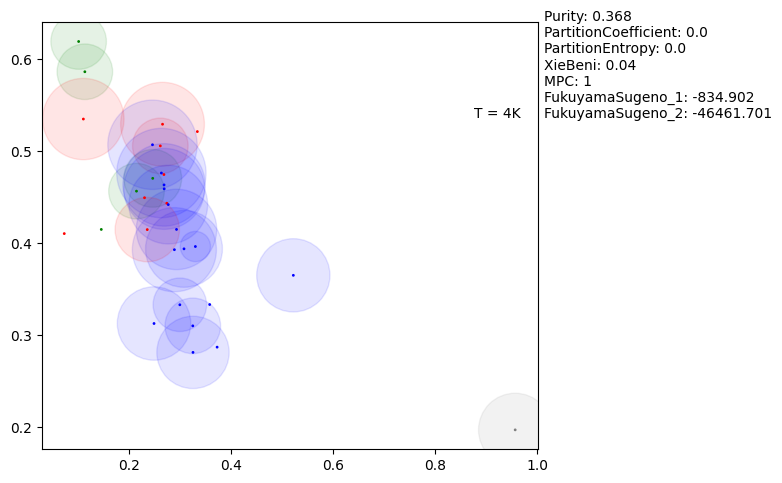 Purity: 0.368
PartitionCoefficient: 0.0
PartitionEntropy: 0.0
XieBeni: 0.04
MPC: 1
FukuyamaSugeno_1: -834.902
FukuyamaSugeno_2: -46461.701
T = 4K
0.6
0.5
0.4
0.3
0.2
0.2
0.4
0.6
0.8
1.0